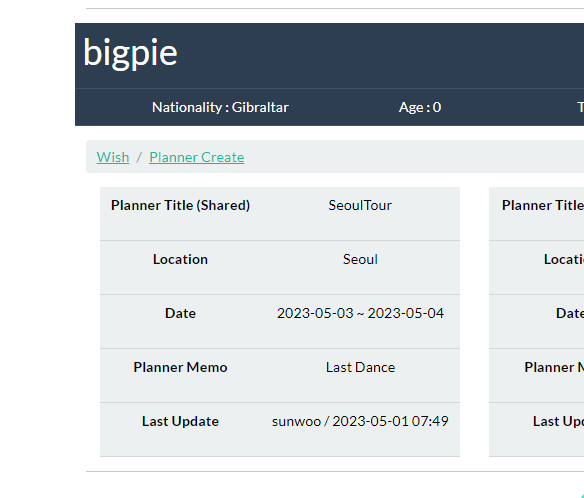 bigpie
Nationality : Gibraltar Age : 0 T
Wish / Planner Create
Planner Title (Shared) SeoulTour
Location Seoul
Date 2023-05-03 ~ 2023-05-04
Planner Memo Last Dance
Last Update sunwoo / 2023-05-01 07:49
Planner Title
Locati
Date
Planner M
Last Upd